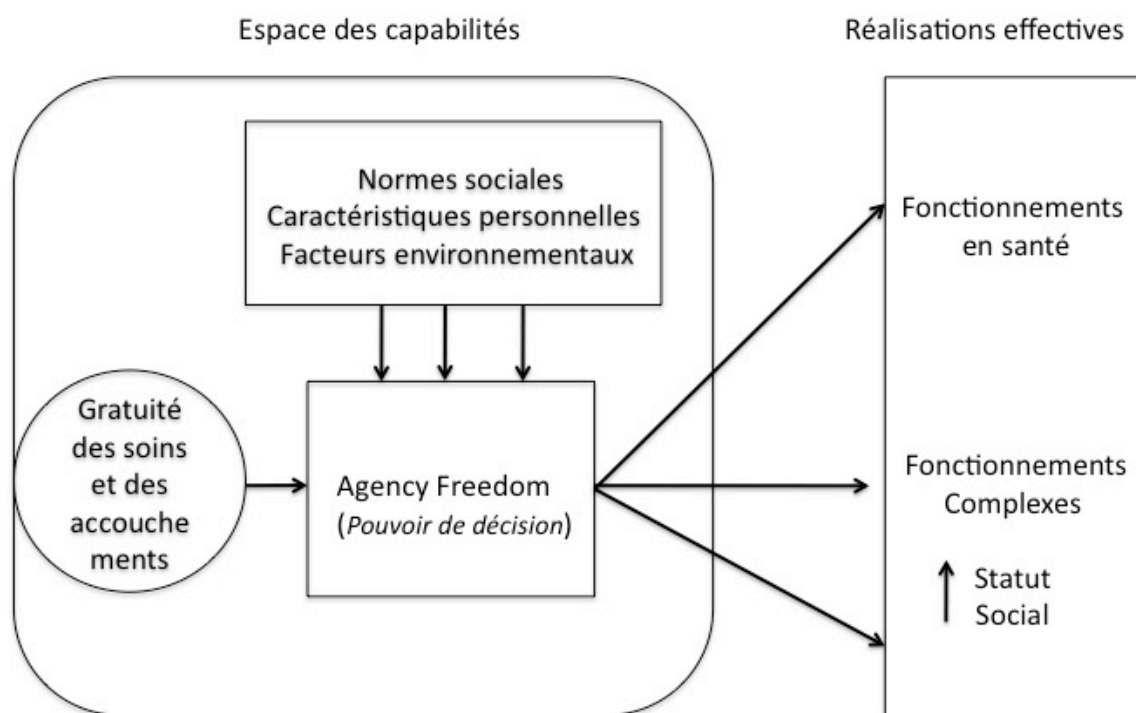 Espace des capabilités
Réalisations effectives
Normes sociales
Caractéristiques personnelles
Facteurs environnementaux
Gratuité
des soins
et des
accouche
ments
Agency Freedom
(Pouvoir de décision)
Fonctionnements
en santé
Fonctionnements
Complexes
Statut
Social